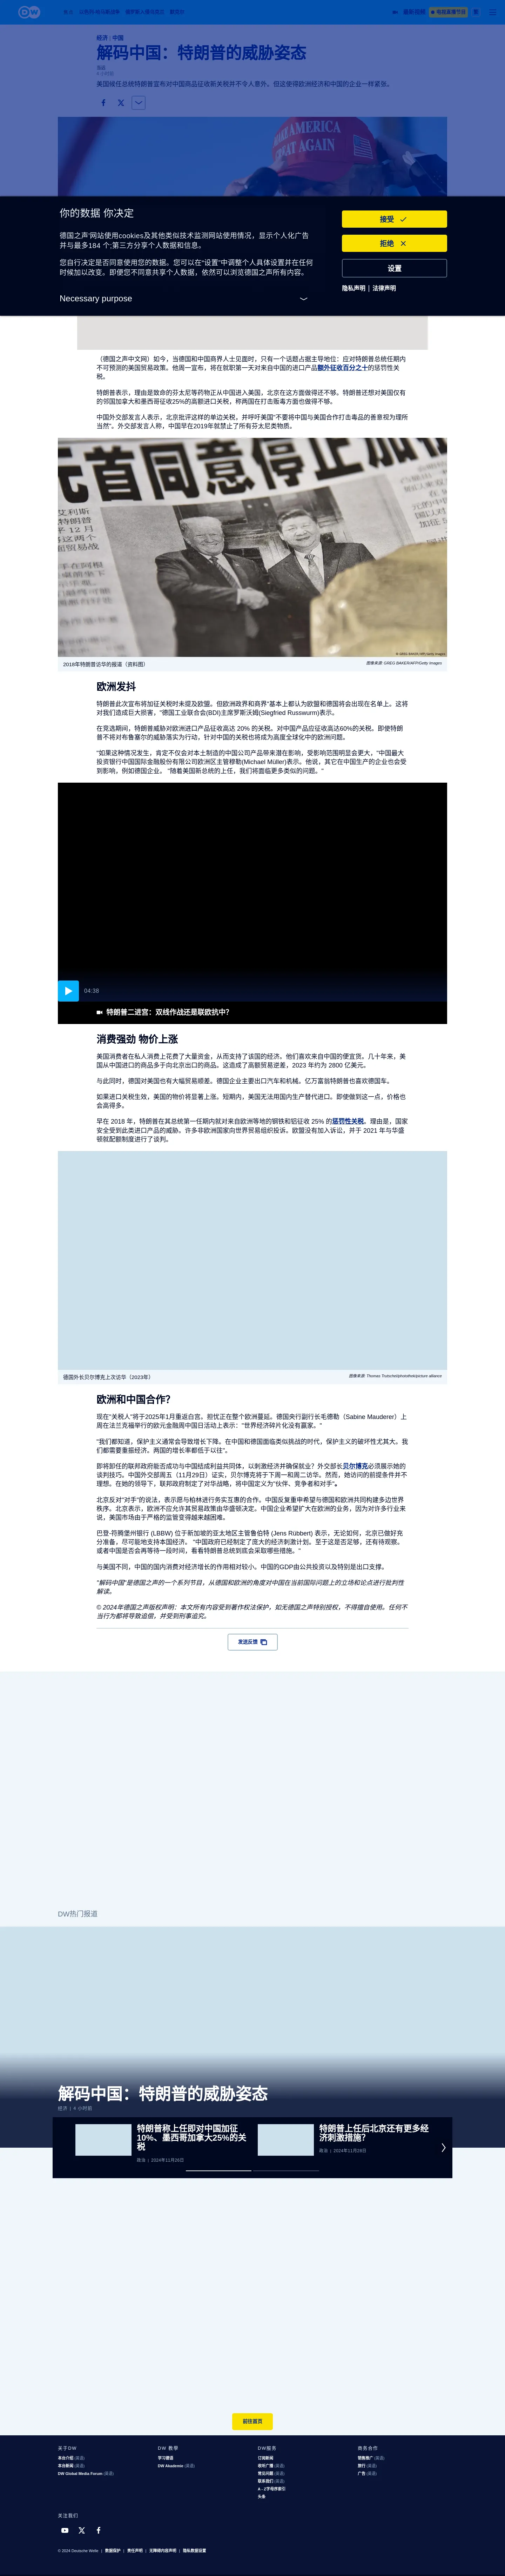 经济 | 中国
解码中国：特朗普的威胁姿态
4 小时前
美国候任总统特朗普宣布对中国商品征收新关税并不令人意外。但这使得欧洲经济和中国的企业一样紧张。
你的数据 你决定
德国之声'网站使用cookies及其他类似技术监测网站使用情况，显示个人化广告并与最多184 个;第三方分享个人数据和信息。
您自行决定是否同意使用您的数据。您可以在"设置"中调整个人具体设置并在任何时候加以改变。即便您不同意共享个人数据，依然可以浏览德国之声所有内容。
Necessary purpose
接受
拒绝
设置
隐私声明 | 法律声明
（德国之声中文网）如今，当德国和中国商界人士见面时，只有一个话题占据主导地位：应对特朗普总统任期内不可预测的美国贸易政策。他周一宣布，将在就职第一天对来自中国的进口产品额外征收百分之十的惩罚性关税。
特朗普表示，理由是致命的芬太尼等药物正从中国进入美国，北京在这方面做得还不够。特朗普还想对美国仅有的邻国加拿大和墨西哥征收25%的高额进口关税，称两国在打击贩毒方面也做得不够。
中国外交部发言人表示，北京批评这样的单边关税，并呼吁美国"不要将中国与美国合作打击毒品的善意视为理所当然"。外交部发言人称，中国早在2019年就禁止了所有芬太尼类物质。
2018年特朗普访华的报道（资料图）
图像来源: GREG BAKER/AFP/Getty Images
欧洲发抖
特朗普此次宣布将加征关税时未提及欧盟。但欧洲政界和商界"基本上都认为欧盟和德国将会出现在名单上。这将对我们造成巨大损害，"德国工业联合会(BDI)主席罗斯沃姆(Siegfried Russwurm)表示。
在竞选期间，特朗普威胁对欧洲进口产品征收高达 20% 的关税。对中国产品应征收高达60%的关税。即使特朗普不将对布鲁塞尔的威胁落实为行动，针对中国的关税也将成为高度全球化中的欧洲问题。
"如果这种情况发生，肯定不仅会对本土制造的中国公司产品带来潜在影响，受影响范围明显会更大，"中国最大投资银行中国国际金融股份有限公司欧洲区主管穆勒(Michael Müller)表示。他说，其它在中国生产的企业也会受到影响，例如德国企业。 "随着美国新总统的上任，我们将面临更多类似的问题。"
04:38
特朗普二进宫：双线作战还是联欧抗中？
消费强劲 物价上涨
美国消费者在私人消费上花费了大量资金，从而支持了该国的经济。他们喜欢来自中国的便宜货。几十年来，美国从中国进口的商品多于向北京出口的商品。这造成了高额贸易逆差，2023 年约为 2800 亿美元。
与此同时，德国对美国也有大幅贸易顺差。德国企业主要出口汽车和机械。亿万富翁特朗普也喜欢德国车。
如果进口关税生效，美国的物价将显著上涨。短期内，美国无法用国内生产替代进口。即使做到这一点，价格也会高得多。
早在 2018 年，特朗普在其总统第一任期内就对来自欧洲等地的钢铁和铝征收 25% 的惩罚性关税。理由是，国家安全受到此类进口产品的威胁。许多非欧洲国家向世界贸易组织投诉。欧盟没有加入诉讼，并于 2021 年与华盛顿就配额制度进行了谈判。
德国外长贝尔博克上次访华（2023年）
图像来源: Thomas Trutschel/photothek/picture alliance
欧洲和中国合作?
现在"关税人"将于2025年1月重返白宫。担忧正在整个欧洲蔓延。德国央行副行长毛德勒（Sabine Mauderer）上周在法兰克福举行的欧元金融周中国日活动上表示："世界经济碎片化没有赢家。"
"我们都知道，保护主义通常会导致增长下降。在中国和德国面临类似挑战的时代，保护主义的破坏性尤其大。我们都需要重振经济。两国的增长率都低于以往"。
即将卸任的联邦政府能否成功与中国结成利益共同体，以刺激经济并确保就业？外交部长贝尔博克必须展示她的谈判技巧。中国外交部周五（11月29日）证实，贝尔博克将于下周一和周二访华。然而，她访问的前提条件并不理想。在她的领导下，联邦政府制定了对华战略，将中国定义为"伙伴、竞争者和对手"。
北京反对"对手"的说法，表示愿与柏林进行务实互惠的合作。中国反复重申希望与德国和欧洲共同构建多边世界秩序。北京表示，欧洲不应允许其贸易政策由华盛顿决定。中国企业希望扩大在欧洲的业务，因为对许多行业来说，美国市场由于严格的监管变得越来越困难。
巴登-符腾堡州银行 (LBBW) 位于新加坡的亚太地区主管鲁伯特 (Jens Rübbert) 表示，无论如何，北京已做好充分准备，尽可能地支持本国经济。 "中国政府已经制定了庞大的经济刺激计划。至于这是否足够，还有待观察。或者中国是否会再等待一段时间，看看特朗普总统到底会采取哪些措施。"
与美国不同，中国的国内消费对经济增长的作用相对较小。中国的GDP由公共投资以及特别是出口支撑。
"解码中国"是德国之声的一个系列节目，从德国和欧洲的角度对中国在当前国际问题上的立场和论点进行批判性解读。
© 2024年德国之声版权声明：本文所有内容受到著作权法保护，如无德国之声特别授权，不得擅自使用。任何不当行为都将导致追偿，并受到刑事追究。
发送反馈
DW热门报道
解码中国：特朗普的威胁姿态
经济 | 4 小时前
特朗普称上任即对中国加征10%、墨西哥加拿大25%的关税
政治 | 2024年11月26日
特朗普上任后北京还有更多经济刺激措施?
政治 | 2024年11月28日
前往首页
关于DW
本台介绍 (英语)
本台新闻 (英语)
DW Global Media Forum (英语)
DW 教學
学习德语
DW Akademie (英语)
DW服务
订阅新闻
收听广播 (英语)
常见问题 (英语)
联系我们 (英语)
A - Z字母序索引
头条
商务合作
销售推广 (英语)
旅行 (英语)
广告 (英语)
关注我们
© 2024 Deutsche Welle | 数据保护 | 责任声明 | 无障碍内容声明 | 隐私数据设置